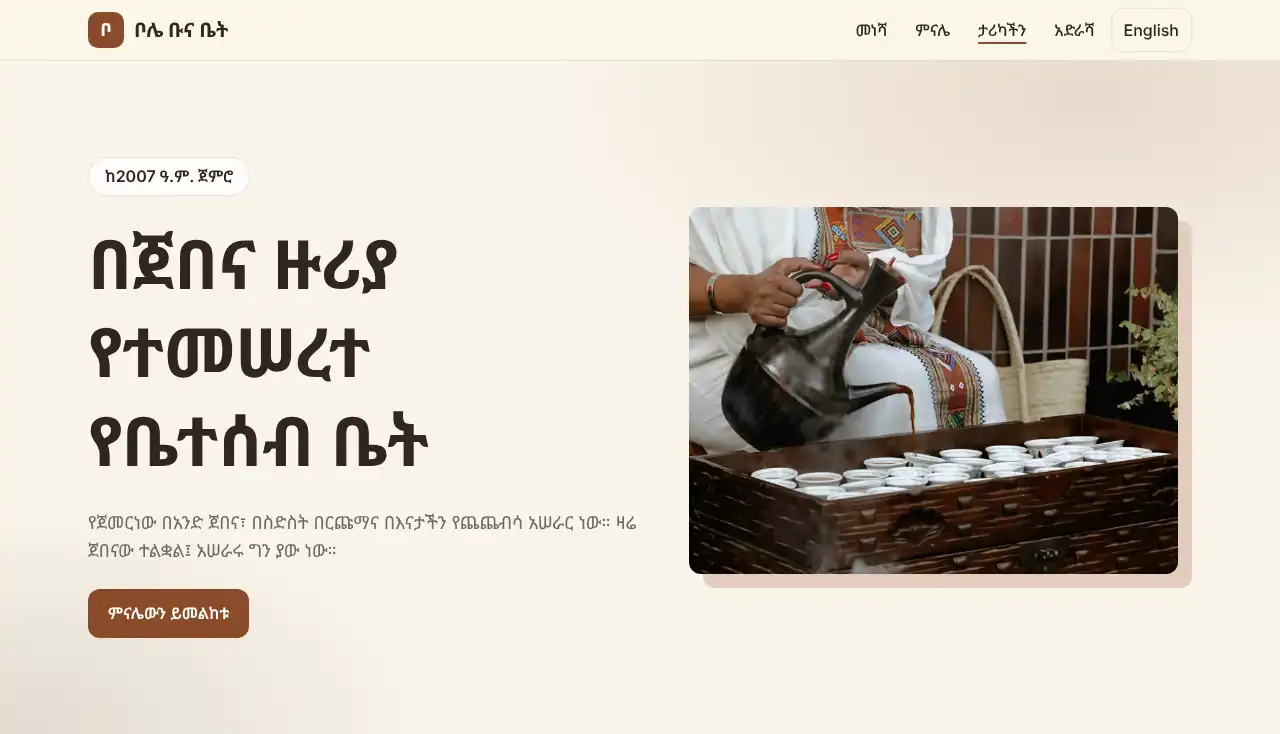 ቦ ቦሌ ቡና ቤት
መነሻ ምናሌ ታሪካችን አድራሻ English
ከ2007 ዓ.ም. ጀምሮ
በጀበና ዙሪያ
የተመሠረተ
የቤተሰብ ቤት
የጀመርነው በአንድ ጀበና፣ በስድስት በርጩማና በእናታችን የጨጨብሳ አሠራር ነው። ዛሬ
ጀበናው ተልቋል፤ አሠራሩ ግን ያው ነው።
ምናሌውን ይመልከቱ